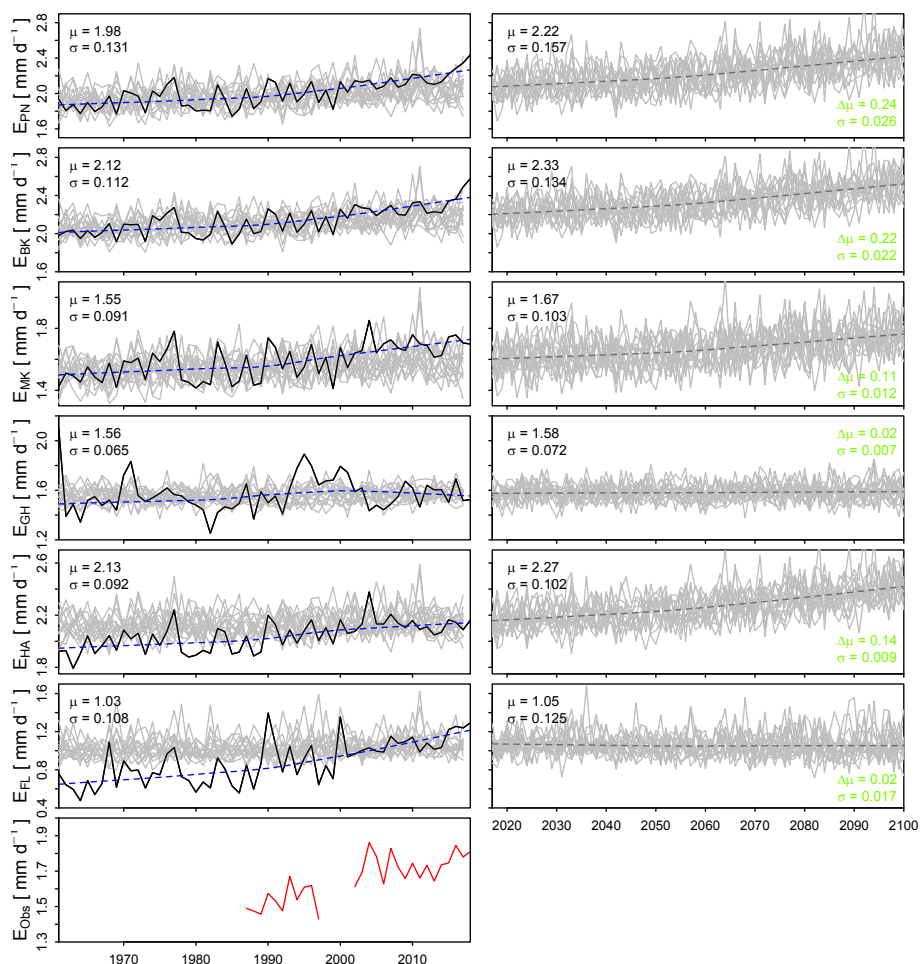 E_PN [ mm d⁻¹ ]
1.6 2.0 2.4 2.8
μ = 1.98
σ = 0.131
μ = 2.22
σ = 0.157
Δμ = 0.24
σ = 0.026
E_BK [ mm d⁻¹ ]
1.6 2.0 2.4 2.8
μ = 2.12
σ = 0.112
μ = 2.33
σ = 0.134
Δμ = 0.22
σ = 0.022
E_MK [ mm d⁻¹ ]
1.4 1.8
μ = 1.55
σ = 0.091
μ = 1.67
σ = 0.103
Δμ = 0.11
σ = 0.012
E_GH [ mm d⁻¹ ]
1.2 1.6 2.0
μ = 1.56
σ = 0.065
μ = 1.58
σ = 0.072
Δμ = 0.02
σ = 0.007
E_HA [ mm d⁻¹ ]
1.8 2.2 2.6
μ = 2.13
σ = 0.092
μ = 2.27
σ = 0.102
Δμ = 0.14
σ = 0.009
E_FL [ mm d⁻¹ ]
0.4 0.8 1.2 1.6
μ = 1.03
σ = 0.108
μ = 1.05
σ = 0.125
Δμ = 0.02
σ = 0.017
2020 2030 2040 2050 2060 2070 2080 2090 2100
E_Obs [ mm d⁻¹ ]
1.3 1.5 1.7 1.9
1970 1980 1990 2000 2010